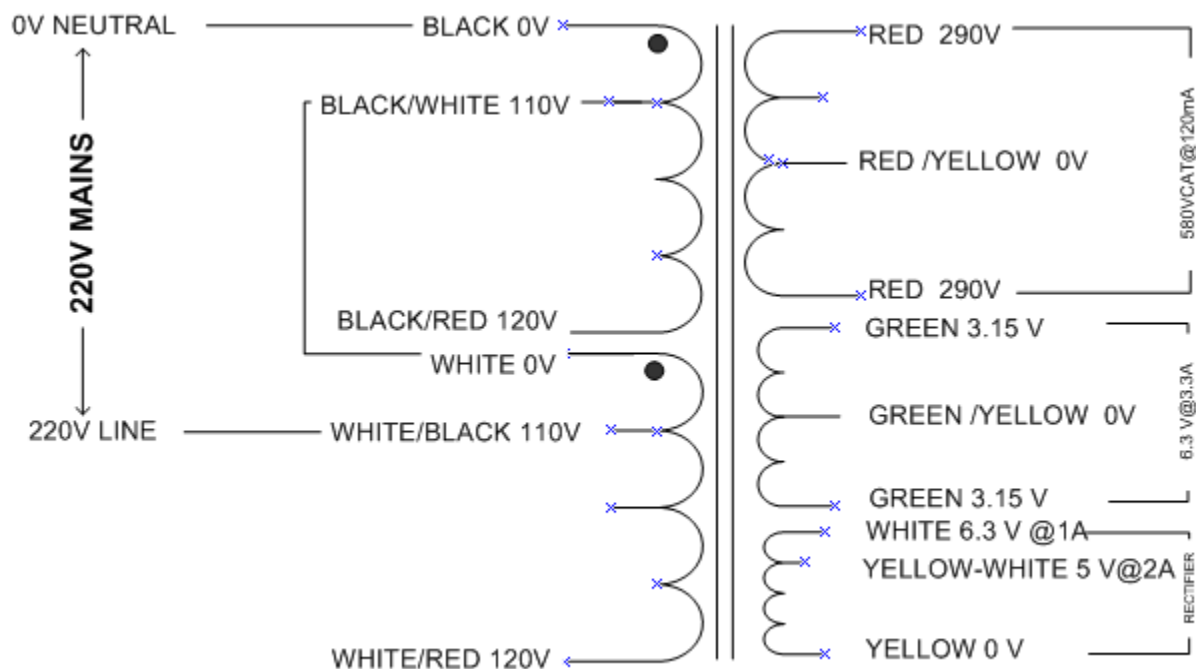 0V NEUTRAL
BLACK 0V
BLACK/WHITE 110V
220V MAINS
BLACK/RED 120V
WHITE 0V
220V LINE
WHITE/BLACK 110V
WHITE/RED 120V
RED 290V
RED /YELLOW 0V
RED 290V
580VCAT@120mA
GREEN 3.15 V
GREEN /YELLOW 0V
GREEN 3.15 V
6.3 V@3.3A
WHITE 6.3 V @1A
YELLOW-WHITE 5 V@2A
YELLOW 0 V
RECTIFIER